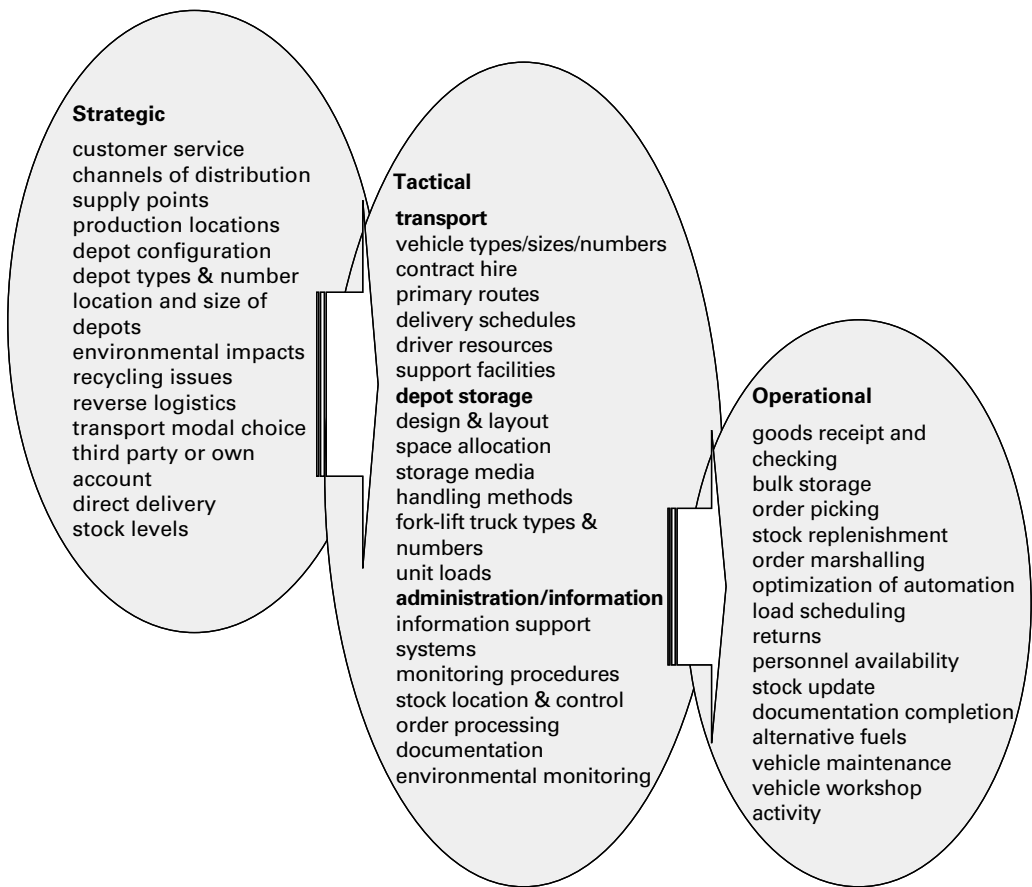 Strategic
customer service
channels of distribution
supply points
production locations
depot configuration
depot types & number
location and size of
depots
environmental impacts
recycling issues
reverse logistics
transport modal choice
third party or own
account
direct delivery
stock levels
Tactical
transport
vehicle types/sizes/numbers
contract hire
primary routes
delivery schedules
driver resources
support facilities
depot storage
design & layout
space allocation
storage media
handling methods
fork-lift truck types &
numbers
unit loads
administration/information
information support
systems
monitoring procedures
stock location & control
order processing
documentation
environmental monitoring
Operational
goods receipt and
checking
bulk storage
order picking
stock replenishment
order marshalling
optimization of automation
load scheduling
returns
personnel availability
stock update
documentation completion
alternative fuels
vehicle maintenance
vehicle workshop
activity